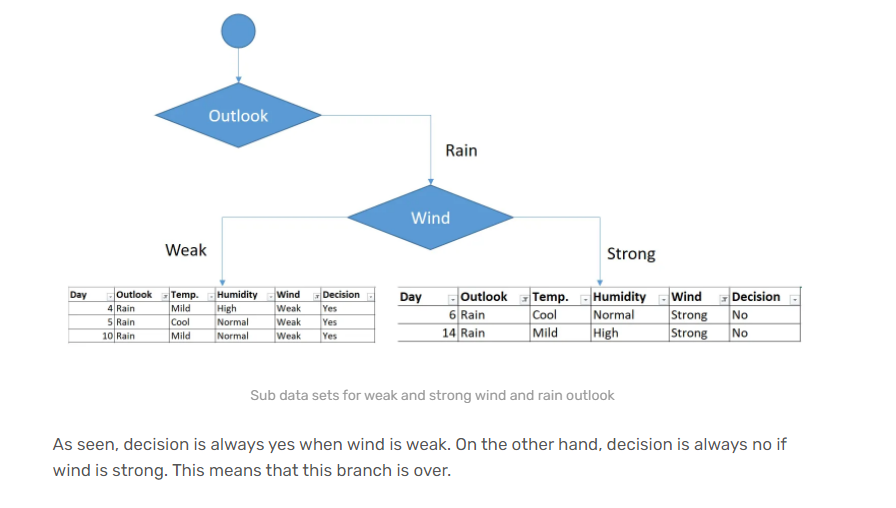 Outlook
Rain
Wind
Weak
Strong
Day Outlook Temp. Humidity Wind Decision
4 Rain Mild High Weak Yes
5 Rain Cool Normal Weak Yes
10 Rain Mild Normal Weak Yes
Day Outlook Temp. Humidity Wind Decision
6 Rain Cool Normal Strong No
14 Rain Mild High Strong No
Sub data sets for weak and strong wind and rain outlook
As seen, decision is always yes when wind is weak. On the other hand, decision is always no if
wind is strong. This means that this branch is over.